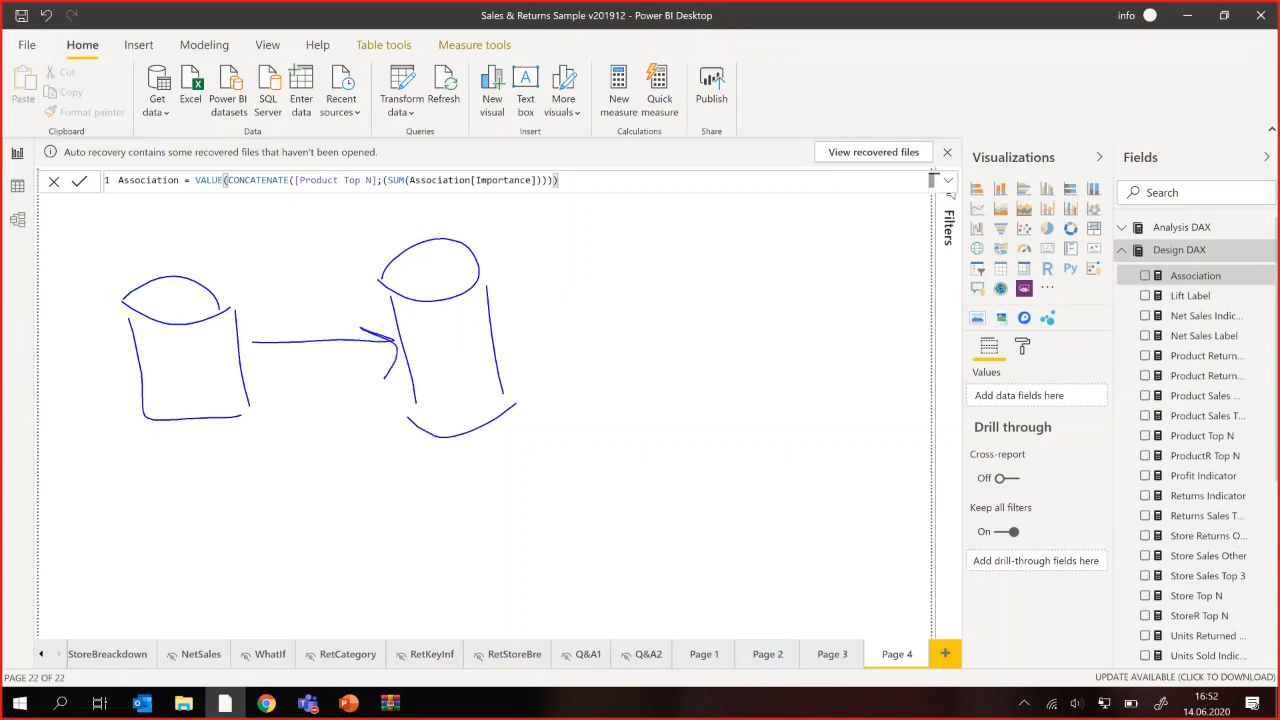 Sales & Returns Sample v201912 - Power BI Desktop
info
File Home Insert Modeling View Help Table tools Measure tools
Paste
Cut
Copy
Format painter
Clipboard
Get data
Excel
Power BI datasets
SQL Server
Enter data
Recent sources
Data
Transform data
Refresh
Queries
New visual
Text box
More visuals
Insert
New measure
Quick measure
Calculations
Publish
Share
Auto recovery contains some recovered files that haven't been opened.
View recovered files
1 Association = VALUE(CONCATENATE([Product Top N];(SUM(Association[Importance]))))
Filters
Visualizations
R Py
Values
Add data fields here
Drill through
Cross-report
Off
Keep all filters
On
Add drill-through fields here
Fields
Search
Analysis DAX
Design DAX
Association
Lift Label
Net Sales Indic...
Net Sales Label
Product Return...
Product Return...
Product Sales ...
Product Sales T...
Product Top N
ProductR Top N
Profit Indicator
Returns Indicator
Returns Sales T...
Store Returns O...
Store Sales Other
Store Sales Top 3
Store Top N
StoreR Top N
Units Returned ...
Units Sold Indic...
StoreBreakdown NetSales WhatIf RetCategory RetKeyInf RetStoreBre Q&A1 Q&A2 Page 1 Page 2 Page 3 Page 4
PAGE 22 OF 22
UPDATE AVAILABLE (CLICK TO DOWNLOAD)
16:52
14.06.2020